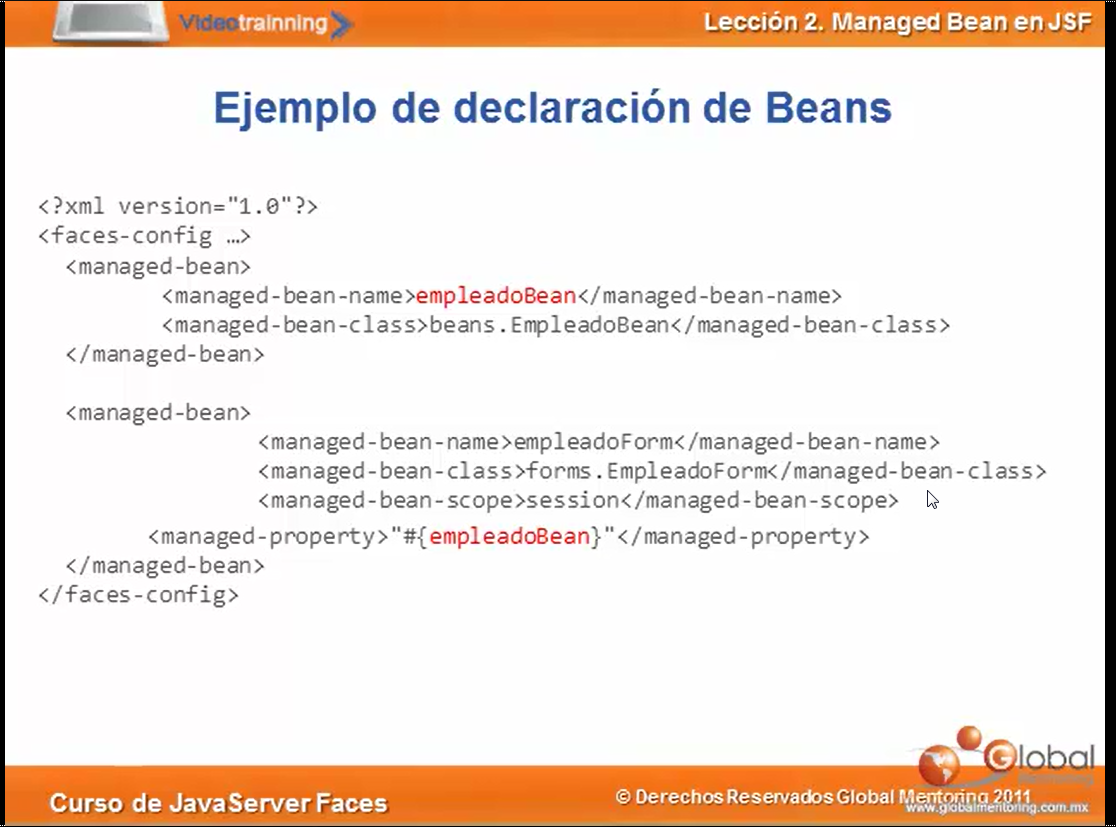 Videotrainning
Lección 2. Managed Bean en JSF
Ejemplo de declaración de Beans
<?xml version="1.0"?>
<faces-config …>
<managed-bean>
<managed-bean-name>empleadoBean</managed-bean-name>
<managed-bean-class>beans.EmpleadoBean</managed-bean-class>
</managed-bean>
<managed-bean>
<managed-bean-name>empleadoForm</managed-bean-name>
<managed-bean-class>forms.EmpleadoForm</managed-bean-class>
<managed-bean-scope>session</managed-bean-scope>
<managed-property>"#{empleadoBean}"</managed-property>
</managed-bean>
</faces-config>
Global
Mentoring
Curso de JavaServer Faces
© Derechos Reservados Global Mentoring 2011
www.globalmentoring.com.mx